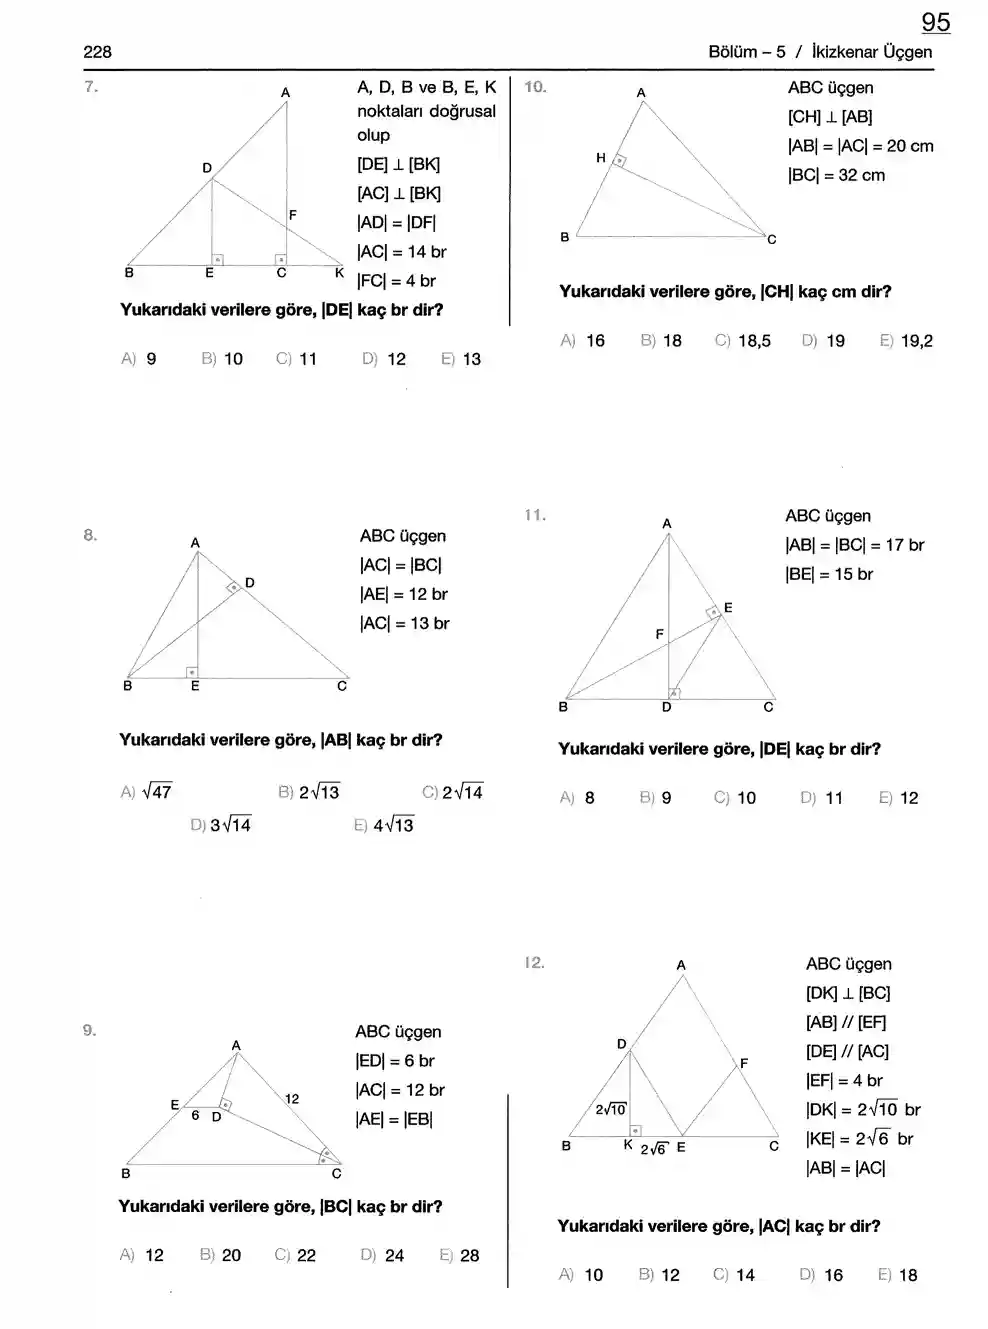 95
228
Bölüm – 5 / İkizkenar Üçgen
7.
A
D
F
B
E
C
K
A, D, B ve B, E, K
noktaları doğrusal
olup
[DE] ⊥ [BK]
[AC] ⊥ [BK]
|AD| = |DF|
|AC| = 14 br
|FC| = 4 br
Yukarıdaki verilere göre, |DE| kaç br dir?
A) 9 B) 10 C) 11 D) 12 E) 13
8.
A
D
B
E
C
ABC üçgen
|AC| = |BC|
|AE| = 12 br
|AC| = 13 br
Yukarıdaki verilere göre, |AB| kaç br dir?
A) √47 B) 2√13 C) 2√14
D) 3√14 E) 4√13
9.
A
E
6 D
12
B
C
ABC üçgen
|ED| = 6 br
|AC| = 12 br
|AE| = |EB|
Yukarıdaki verilere göre, |BC| kaç br dir?
A) 12 B) 20 C) 22 D) 24 E) 28
10.
A
H
B
C
ABC üçgen
[CH] ⊥ [AB]
|AB| = |AC| = 20 cm
|BC| = 32 cm
Yukarıdaki verilere göre, |CH| kaç cm dir?
A) 16 B) 18 C) 18,5 D) 19 E) 19,2
11.
A
E
F
B
D
C
ABC üçgen
|AB| = |BC| = 17 br
|BE| = 15 br
Yukarıdaki verilere göre, |DE| kaç br dir?
A) 8 B) 9 C) 10 D) 11 E) 12
12.
A
D
F
2√10
B
K 2√6 E
C
ABC üçgen
[DK] ⊥ [BC]
[AB] // [EF]
[DE] // [AC]
|EF| = 4 br
|DK| = 2√10 br
|KE| = 2√6 br
|AB| = |AC|
Yukarıdaki verilere göre, |AC| kaç br dir?
A) 10 B) 12 C) 14 D) 16 E) 18